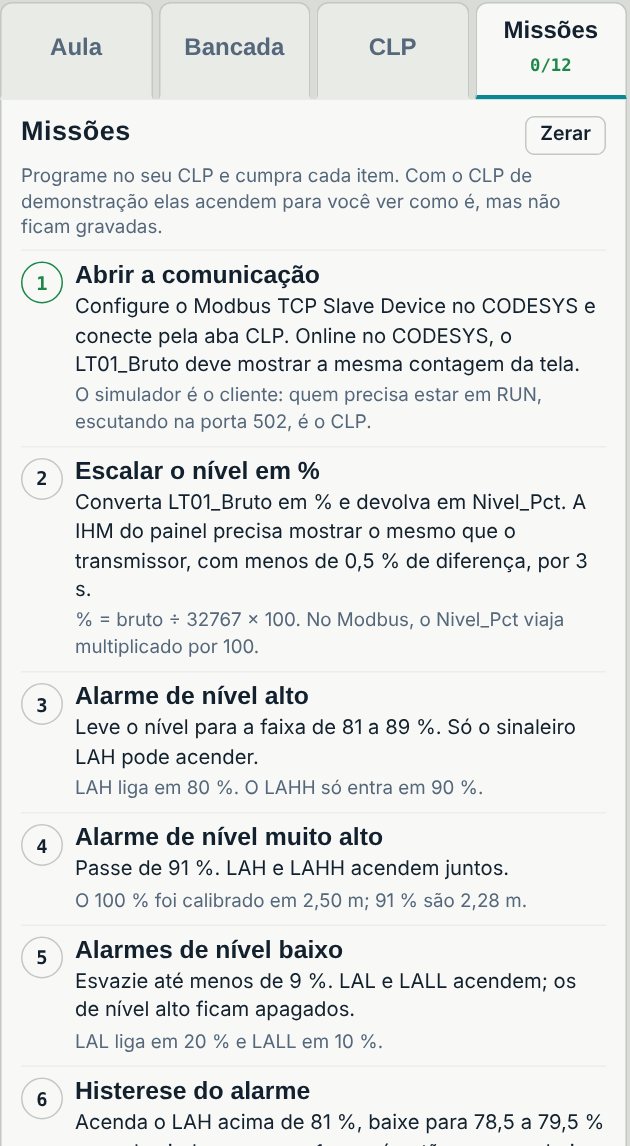 Aula
Bancada
CLP
Missões
0/12
Missões
Zerar
Programe no seu CLP e cumpra cada item. Com o CLP de
demonstração elas acendem para você ver como é, mas não
ficam gravadas.
1
Abrir a comunicação
Configure o Modbus TCP Slave Device no CODESYS e
conecte pela aba CLP. Online no CODESYS, o
LT01_Bruto deve mostrar a mesma contagem da tela.
O simulador é o cliente: quem precisa estar em RUN,
escutando na porta 502, é o CLP.
2
Escalar o nível em %
Converta LT01_Bruto em % e devolva em Nivel_Pct. A
IHM do painel precisa mostrar o mesmo que o
transmissor, com menos de 0,5 % de diferença, por 3
s.
% = bruto ÷ 32767 × 100. No Modbus, o Nivel_Pct viaja
multiplicado por 100.
3
Alarme de nível alto
Leve o nível para a faixa de 81 a 89 %. Só o sinaleiro
LAH pode acender.
LAH liga em 80 %. O LAHH só entra em 90 %.
4
Alarme de nível muito alto
Passe de 91 %. LAH e LAHH acendem juntos.
O 100 % foi calibrado em 2,50 m; 91 % são 2,28 m.
5
Alarmes de nível baixo
Esvazie até menos de 9 %. LAL e LALL acendem; os
de nível alto ficam apagados.
LAL liga em 20 % e LALL em 10 %.
6
Histerese do alarme
Acenda o LAH acima de 81 %, baixe para 78,5 a 79,5 %